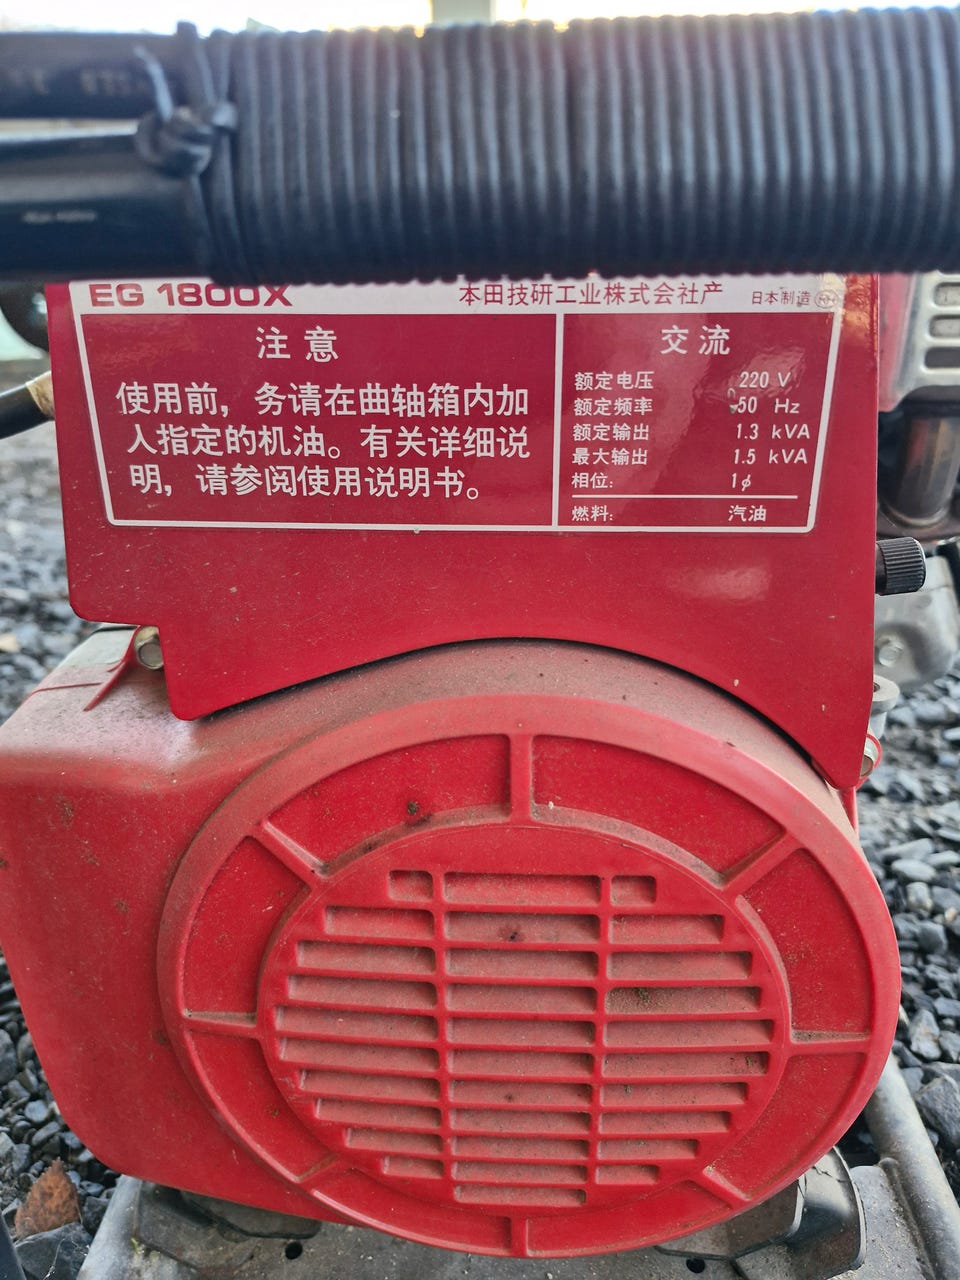 EG 1800X
本田技研工业株式会社产 日本制造
注意
使用前，务请在曲轴箱内加
入指定的机油。有关详细说
明，请参阅使用说明书。
交流
额定电压 220 V
额定频率 50 Hz
额定输出 1.3 kVA
最大输出 1.5 kVA
相位： 1ϕ
燃料： 汽油